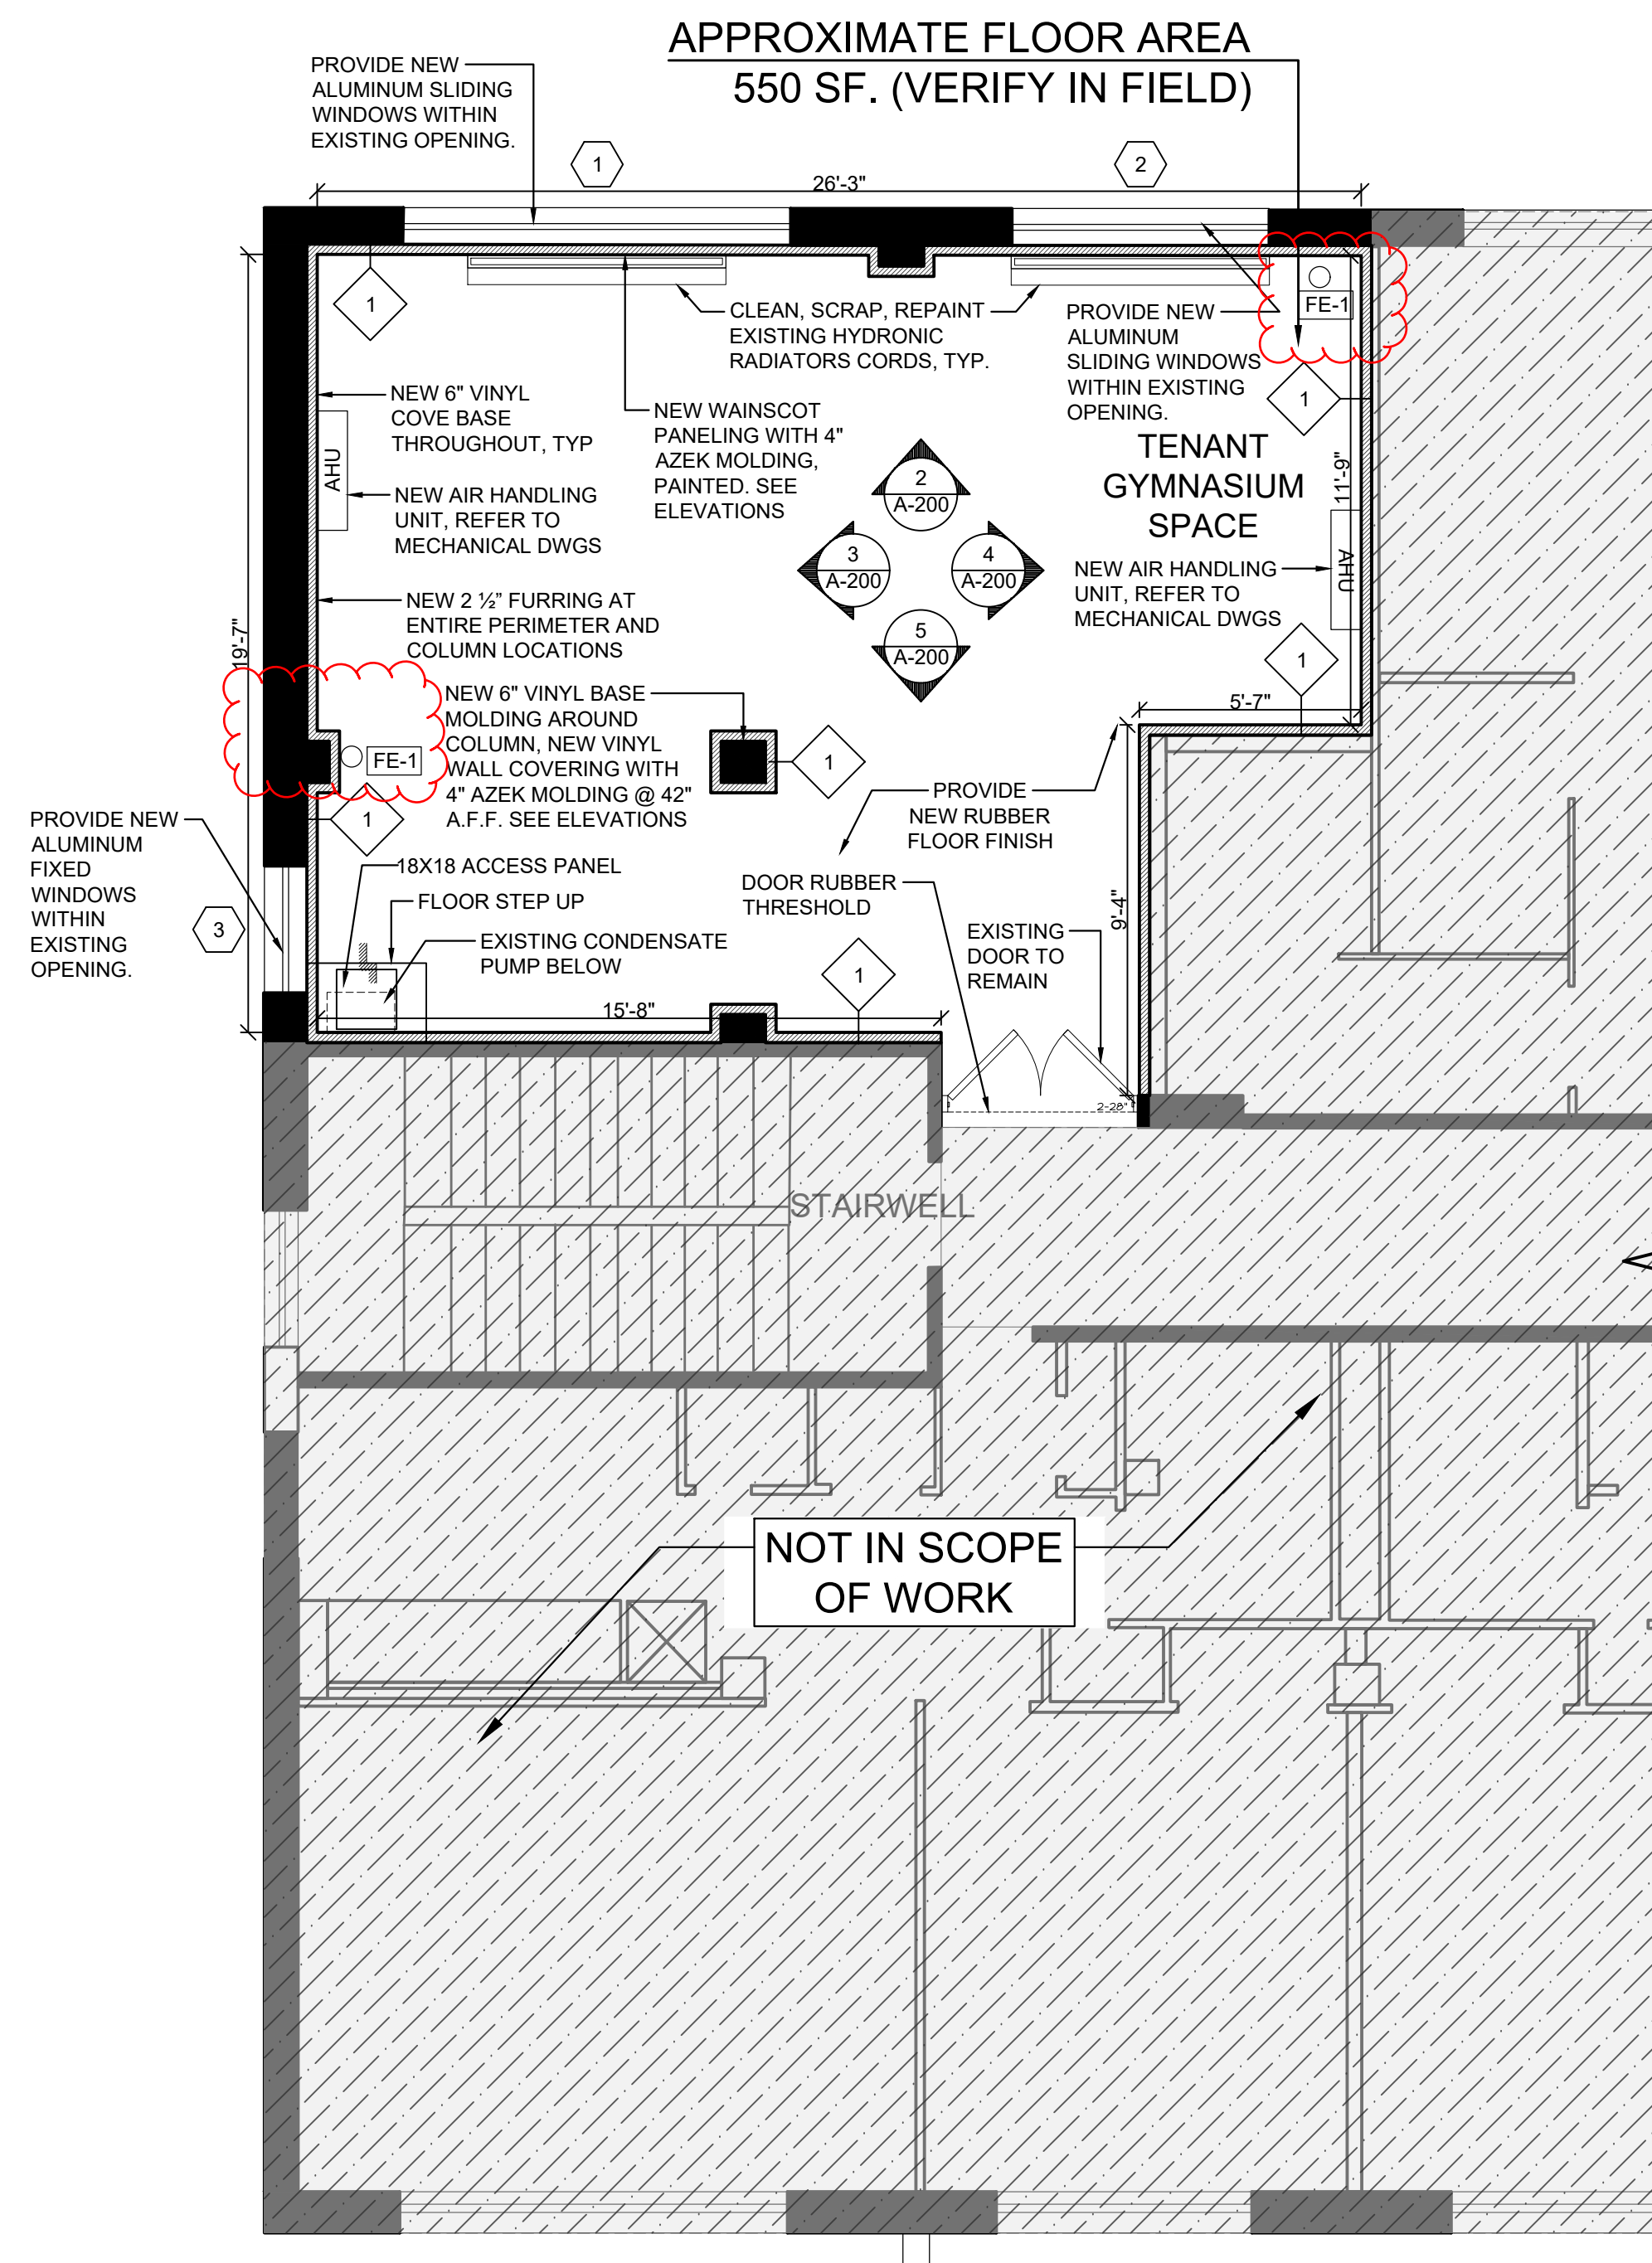 APPROXIMATE FLOOR AREA
550 SF. (VERIFY IN FIELD)
PROVIDE NEW
ALUMINUM SLIDING
WINDOWS WITHIN
EXISTING OPENING.
1
2
26'-3"
1
CLEAN, SCRAP, REPAINT
EXISTING HYDRONIC
RADIATORS CORDS, TYP.
PROVIDE NEW
ALUMINUM
SLIDING WINDOWS
WITHIN EXISTING
OPENING.
FE-1
1
NEW 6" VINYL
COVE BASE
THROUGHOUT, TYP
AHU
NEW AIR HANDLING
UNIT, REFER TO
MECHANICAL DWGS
NEW WAINSCOT
PANELING WITH 4"
AZEK MOLDING,
PAINTED. SEE
ELEVATIONS
TENANT
GYMNASIUM
SPACE
11'-9"
2
A-200
3
A-200
4
A-200
5
A-200
NEW AIR HANDLING
UNIT, REFER TO
MECHANICAL DWGS
AHU
NEW 2 ½” FURRING AT
ENTIRE PERIMETER AND
COLUMN LOCATIONS
19'-7"
1
5'-7"
NEW 6" VINYL BASE
MOLDING AROUND
COLUMN, NEW VINYL
WALL COVERING WITH
4" AZEK MOLDING @ 42"
A.F.F. SEE ELEVATIONS
FE-1
1
1
PROVIDE
NEW RUBBER
FLOOR FINISH
PROVIDE NEW
ALUMINUM
FIXED
WINDOWS
WITHIN
EXISTING
OPENING.
3
18X18 ACCESS PANEL
FLOOR STEP UP
EXISTING CONDENSATE
PUMP BELOW
DOOR RUBBER
THRESHOLD
9'-4"
EXISTING
DOOR TO
REMAIN
1
15'-8"
2-28"
STAIRWELL
NOT IN SCOPE
OF WORK